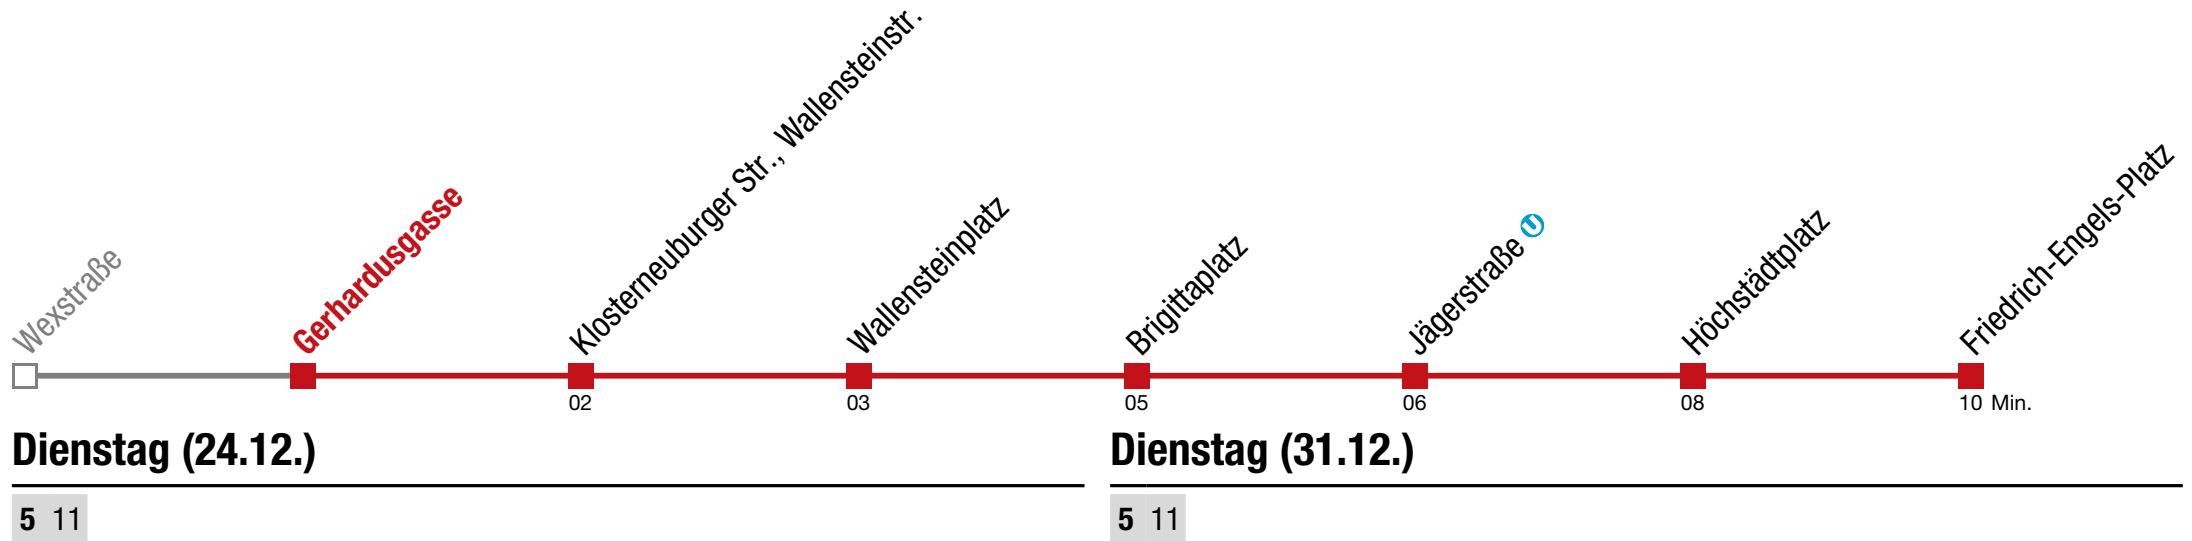 Wexstraße
Gerhardusgasse
Klosterneuburger Str., Wallensteinstr.
Wallensteinplatz
Brigittaplatz
Jägerstraße U
Höchstädtplatz
Friedrich-Engels-Platz
02 03 05 06 08 10 Min.
Dienstag (24.12.)
5 11
Dienstag (31.12.)
5 11